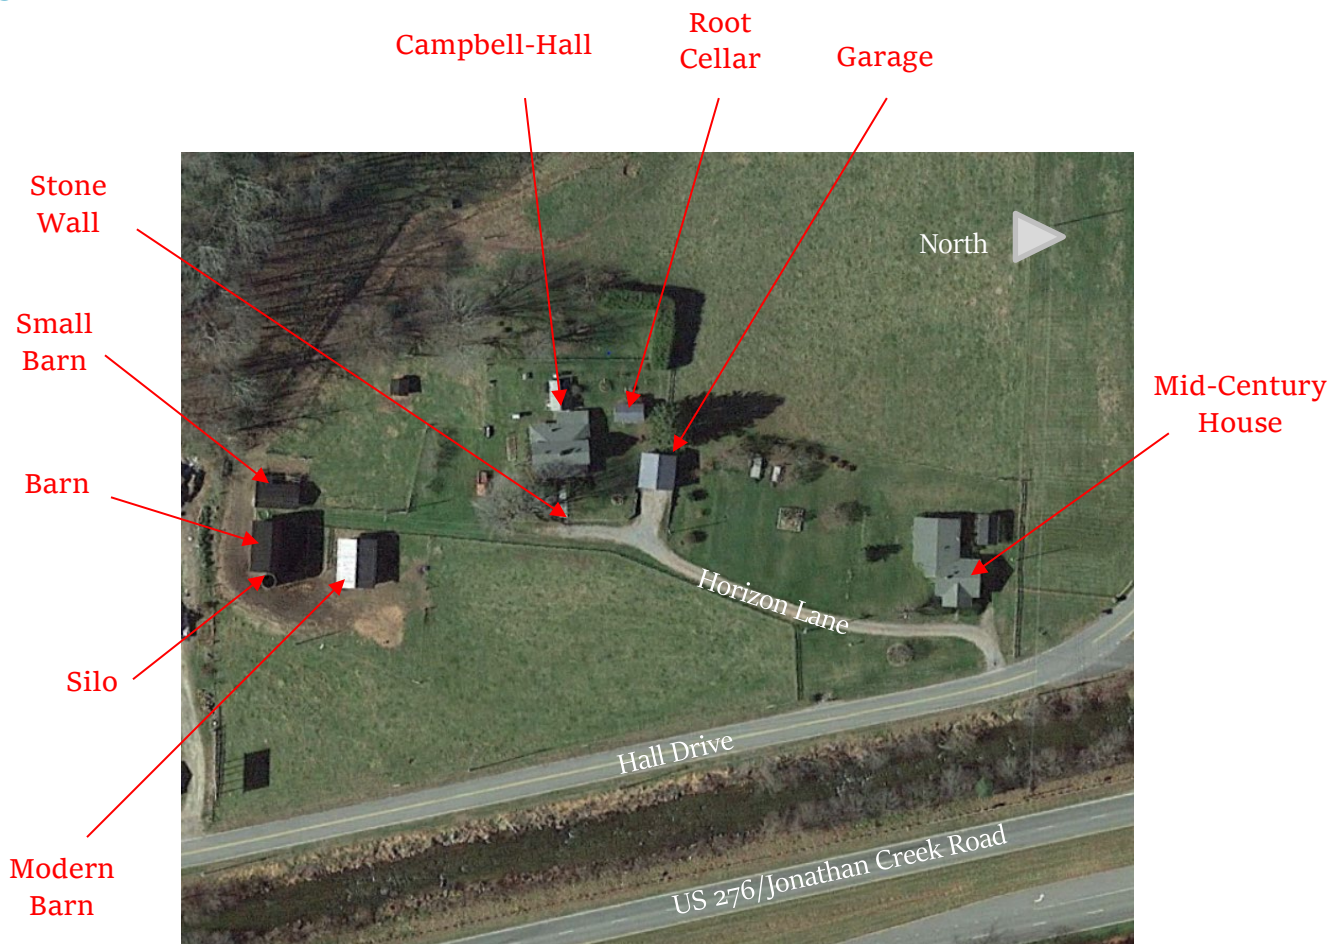 Root
Cellar
Campbell-Hall
Garage
Stone
Wall
North
Small
Barn
Mid-Century
House
Barn
Horizon Lane
Silo
Hall Drive
Modern
Barn
US 276/Jonathan Creek Road